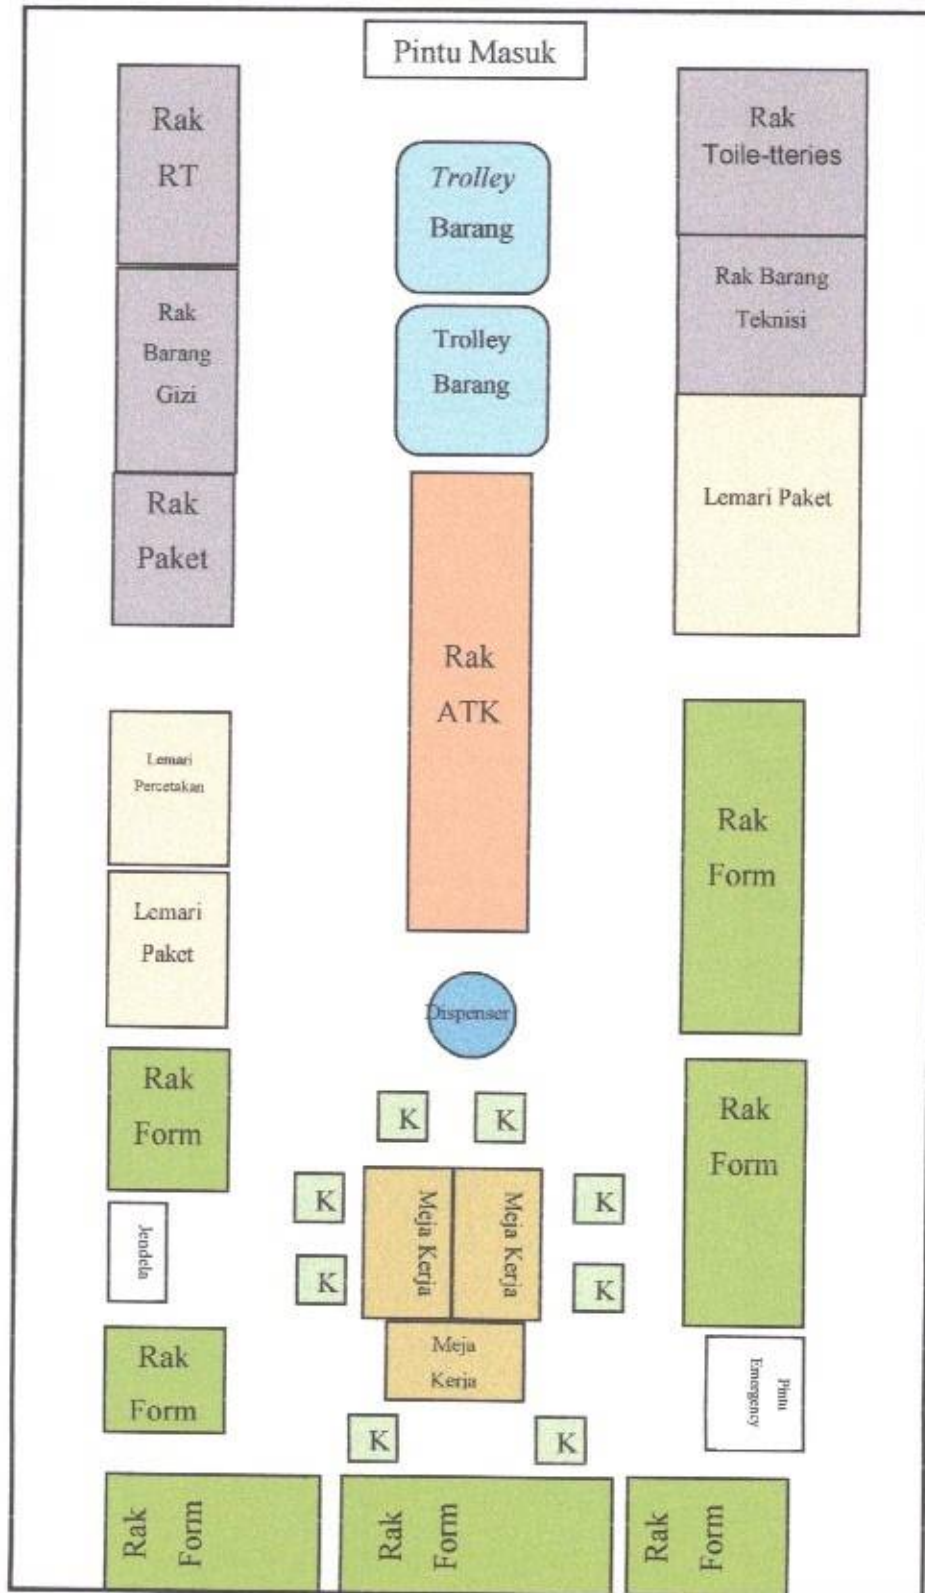 Pintu Masuk
Rak
RT
Rak
Barang
Gizi
Rak
Paket
Trolley
Barang
Trolley
Barang
Rak
Toile-tteries
Rak Barang
Teknisi
Lemari Paket
Rak
ATK
Lemari
Percetakan
Lemari
Paket
Rak
Form
Dispenser
Rak
Form
Rak
Form
K
K
K
K
K
K
Meja Kerja
Meja Kerja
Meja
Kerja
Jendela
Rak
Form
Pintu
Emergency
K
K
Rak
Form
Rak
Form
Rak
Form